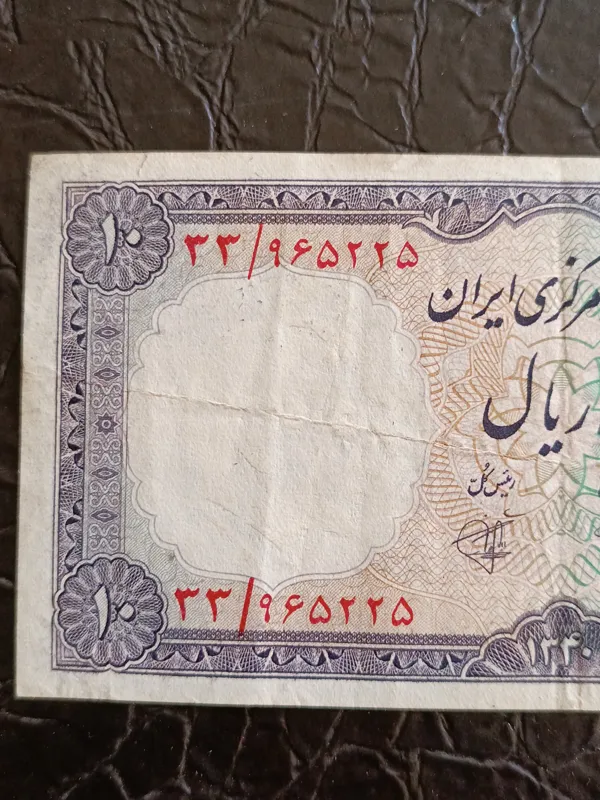 ۱۰
۳۳/۹۶۵۲۲۵
مرکزی ایران
ریال
رئیس کلّ
۱۰
۳۳/۹۶۵۲۲۵
۱۳۴۰